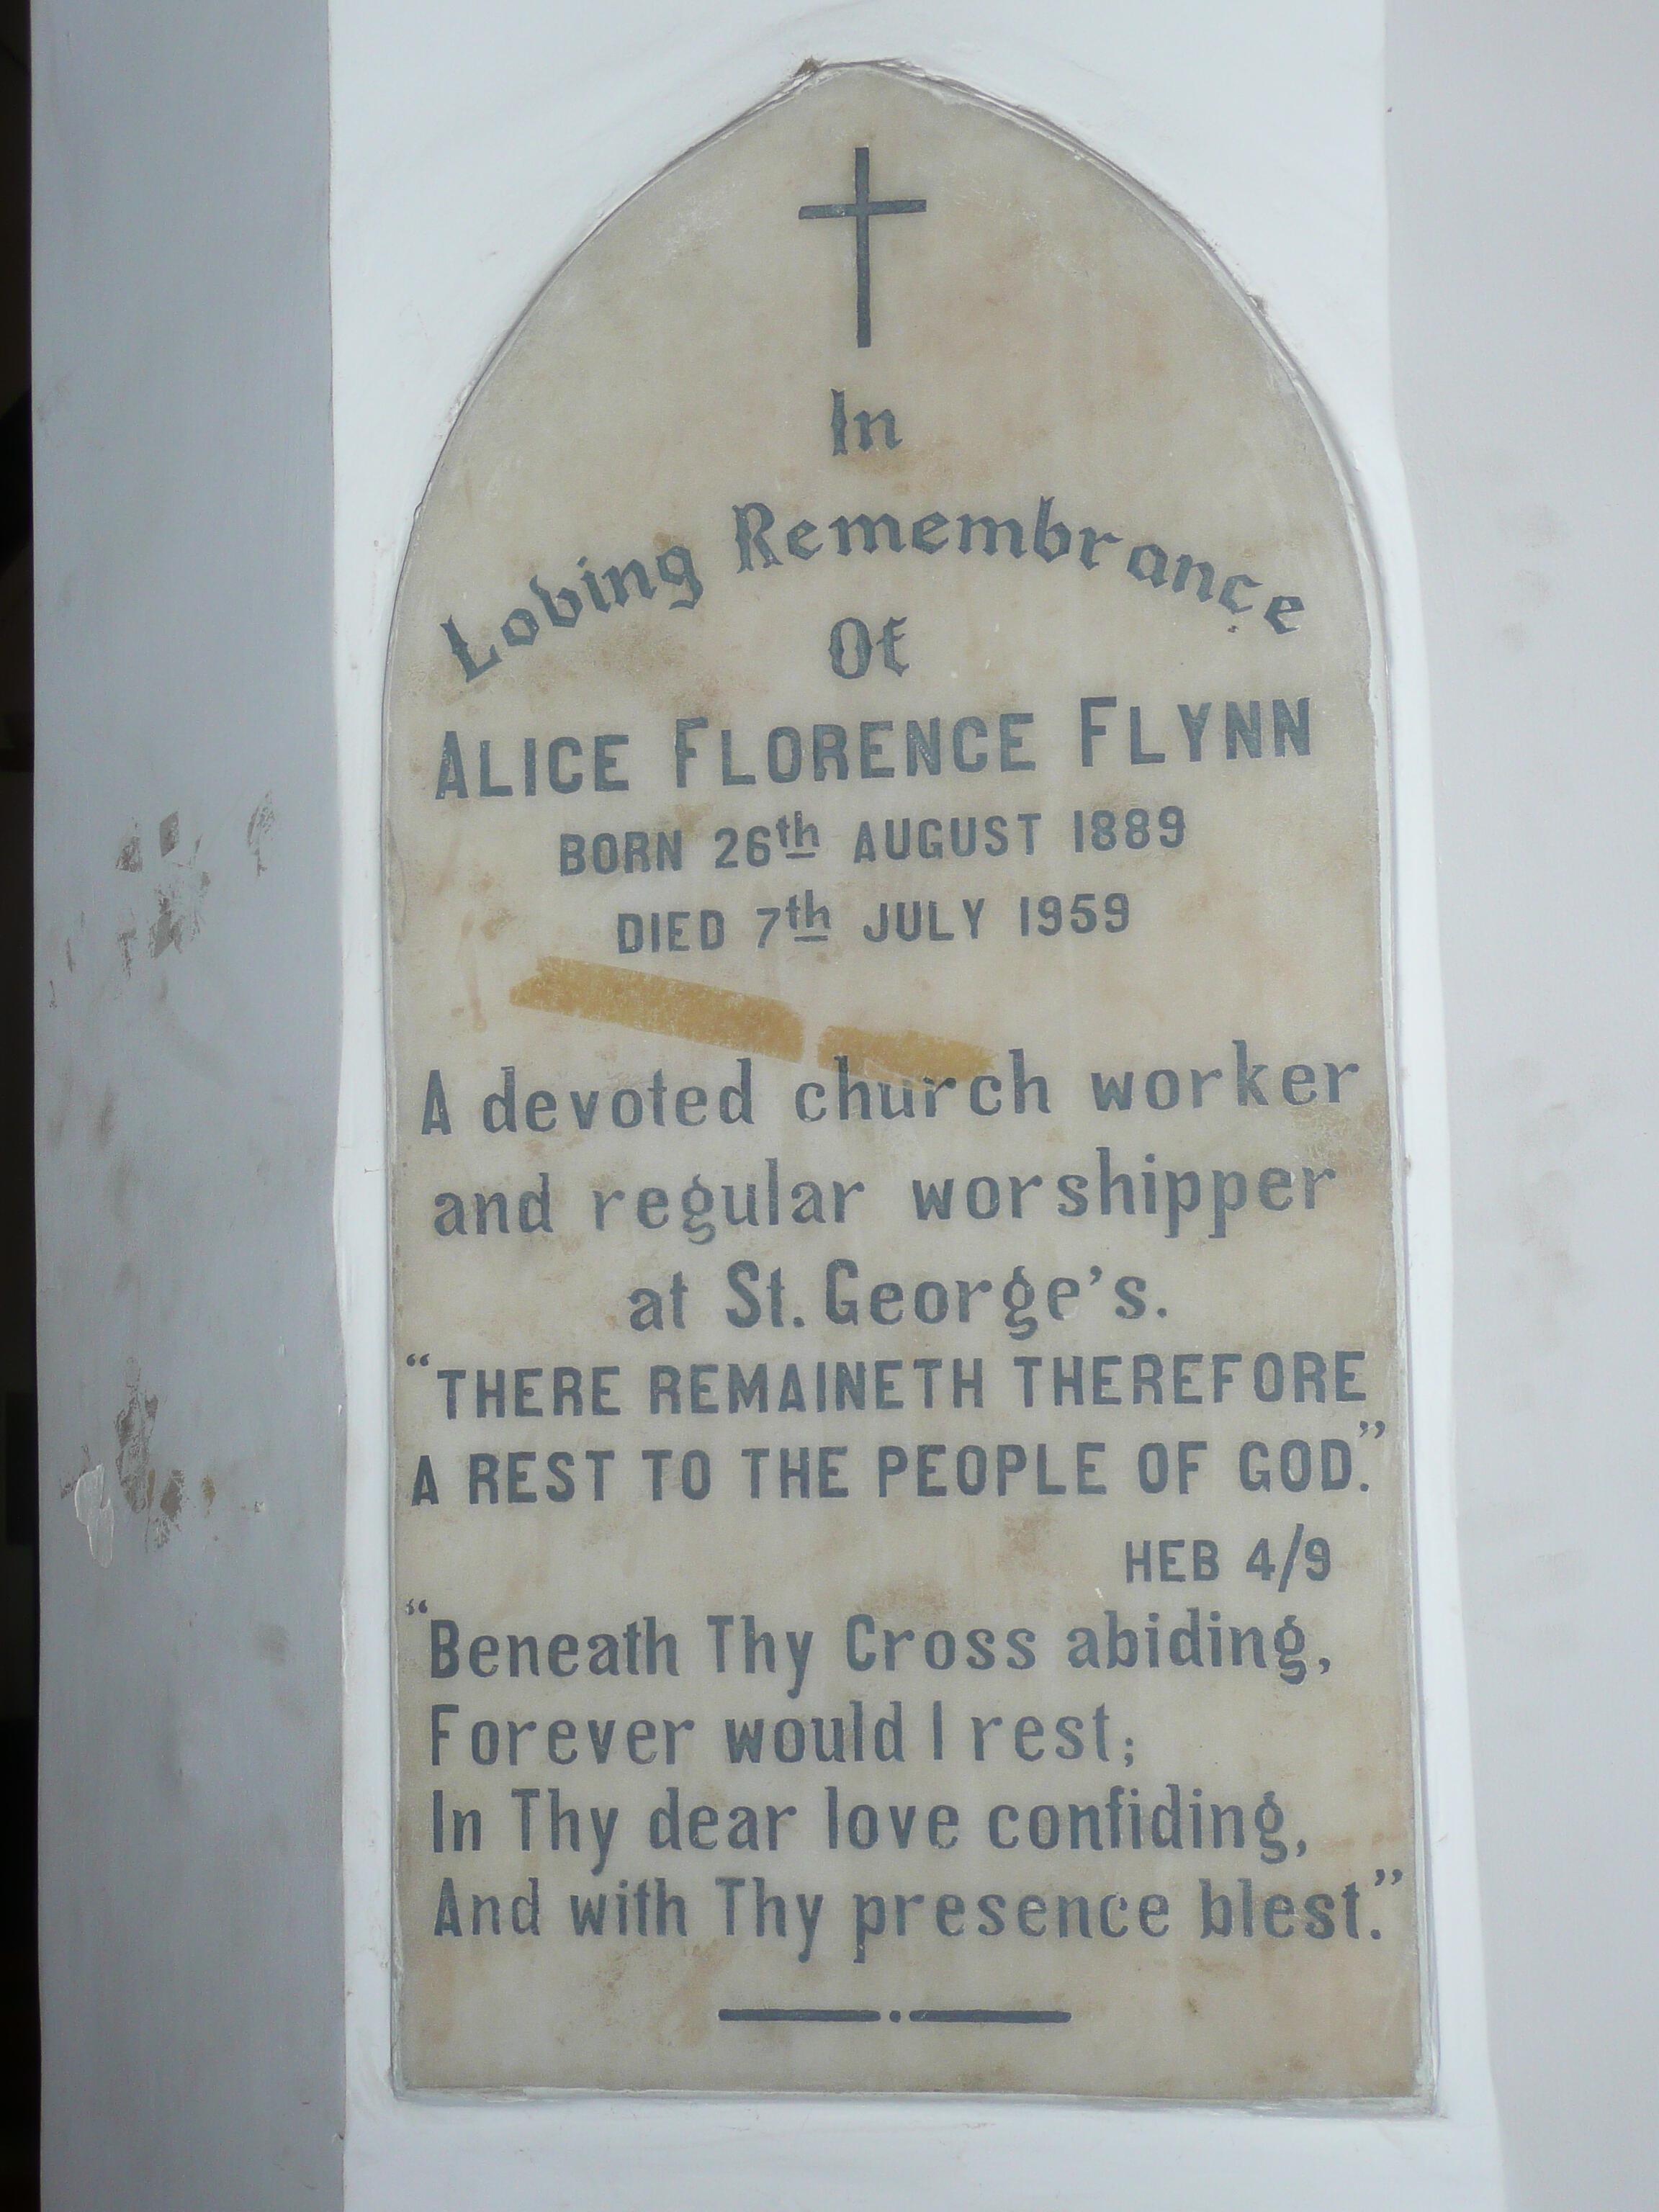 In
Loving Remembrance
Of
ALICE FLORENCE FLYNN
BORN 26th AUGUST 1889
DIED 7th JULY 1959
A devoted church worker
and regular worshipper
at St. George's.
“THERE REMAINETH THEREFORE
A REST TO THE PEOPLE OF GOD.”
HEB 4/9
“Beneath Thy Cross abiding,
Forever would I rest;
In Thy dear love confiding,
And with Thy presence blest.”